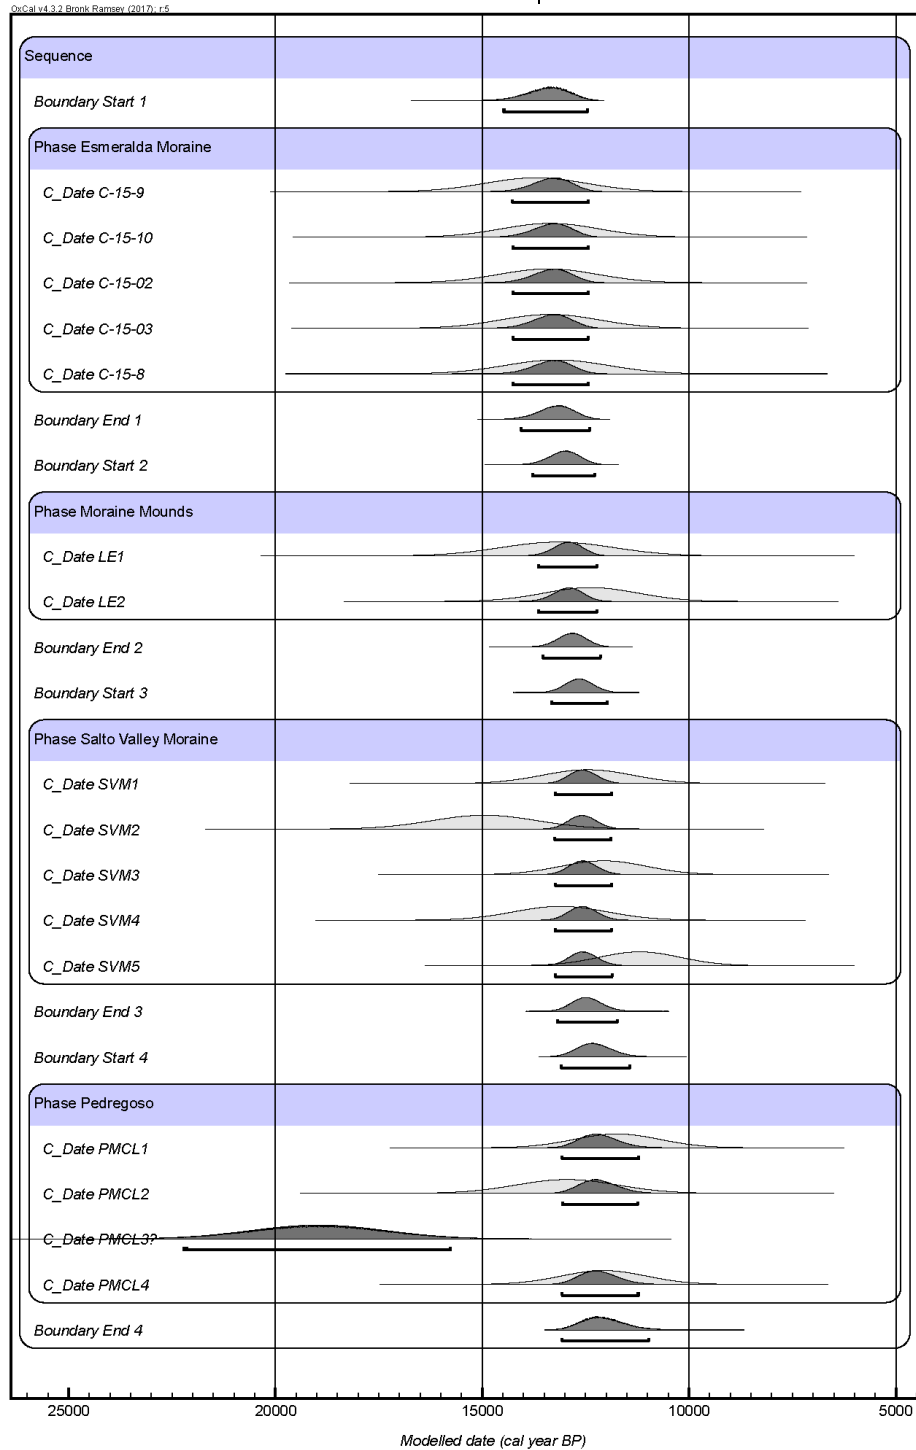 OxCal v4.3.2 Bronk Ramsey (2017); r:5
Sequence
Boundary Start 1
Phase Esmeralda Moraine
C_Date C-15-9
C_Date C-15-10
C_Date C-15-02
C_Date C-15-03
C_Date C-15-8
Boundary End 1
Boundary Start 2
Phase Moraine Mounds
C_Date LE1
C_Date LE2
Boundary End 2
Boundary Start 3
Phase Salto Valley Moraine
C_Date SVM1
C_Date SVM2
C_Date SVM3
C_Date SVM4
C_Date SVM5
Boundary End 3
Boundary Start 4
Phase Pedregoso
C_Date PMCL1
C_Date PMCL2
C_Date PMCL3?
C_Date PMCL4
Boundary End 4
25000 20000 15000 10000 5000
Modelled date (cal year BP)